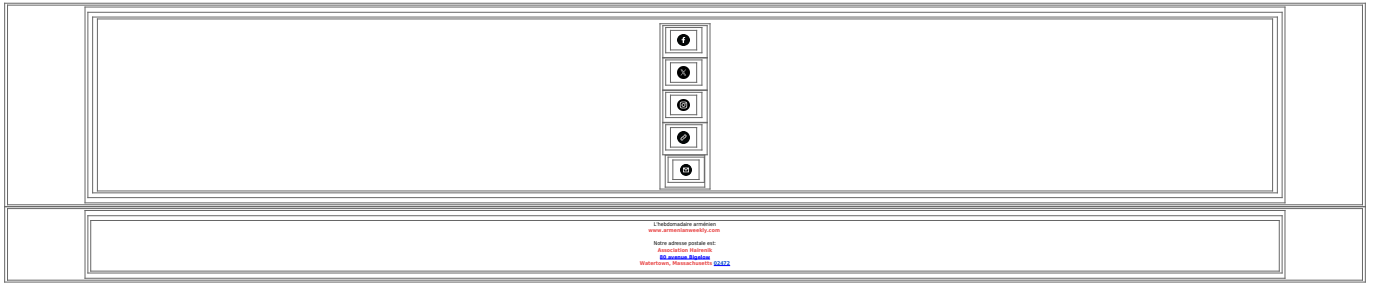 L'hebdomadaire arménien
www.armenianweekly.com
Notre adresse postale est:
Association Hairenik
80 avenue Bigelow
Watertown, Massachusetts 02472